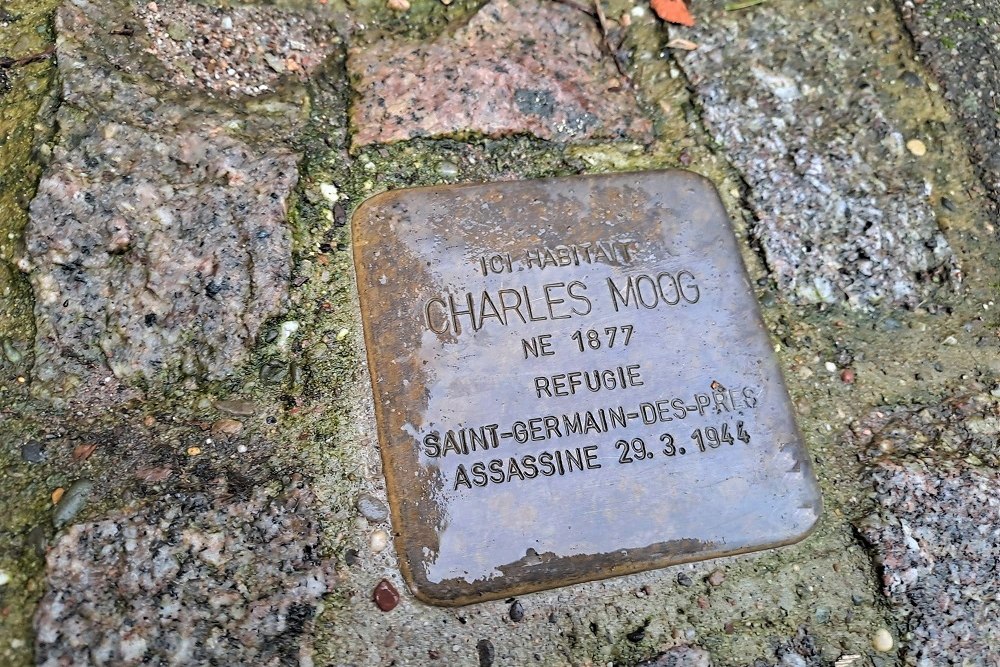 ICI HABITAIT
CHARLES MOOG
NE 1877
REFUGIE
SAINT-GERMAIN-DES-PRES
ASSASSINE 29. 3. 1944